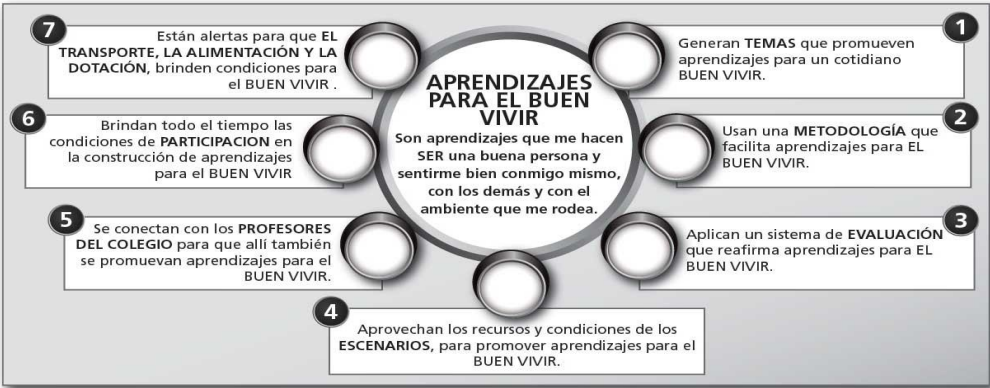 APRENDIZAJES
PARA EL BUEN
VIVIR
Son aprendizajes que me hacen
SER una buena persona y
sentirme bien conmigo mismo,
con los demás y con el
ambiente que me rodea.
1
Generan TEMAS que promueven
aprendizajes para un cotidiano
BUEN VIVIR.
2
Usan una METODOLOGÍA que
facilita aprendizajes para EL
BUEN VIVIR.
3
Aplican un sistema de EVALUACIÓN
que reafirma aprendizajes para EL
BUEN VIVIR.
4
Aprovechan los recursos y condiciones de los
ESCENARIOS, para promover aprendizajes para el
BUEN VIVIR.
5
Se conectan con los PROFESORES
DEL COLEGIO para que allí también
se promuevan aprendizajes para el
BUEN VIVIR.
6
Brindan todo el tiempo las
condiciones de PARTICIPACION en
la construcción de aprendizajes
para el BUEN VIVIR
7
Están alertas para que EL
TRANSPORTE, LA ALIMENTACIÓN Y LA
DOTACIÓN, brinden condiciones para
el BUEN VIVIR .